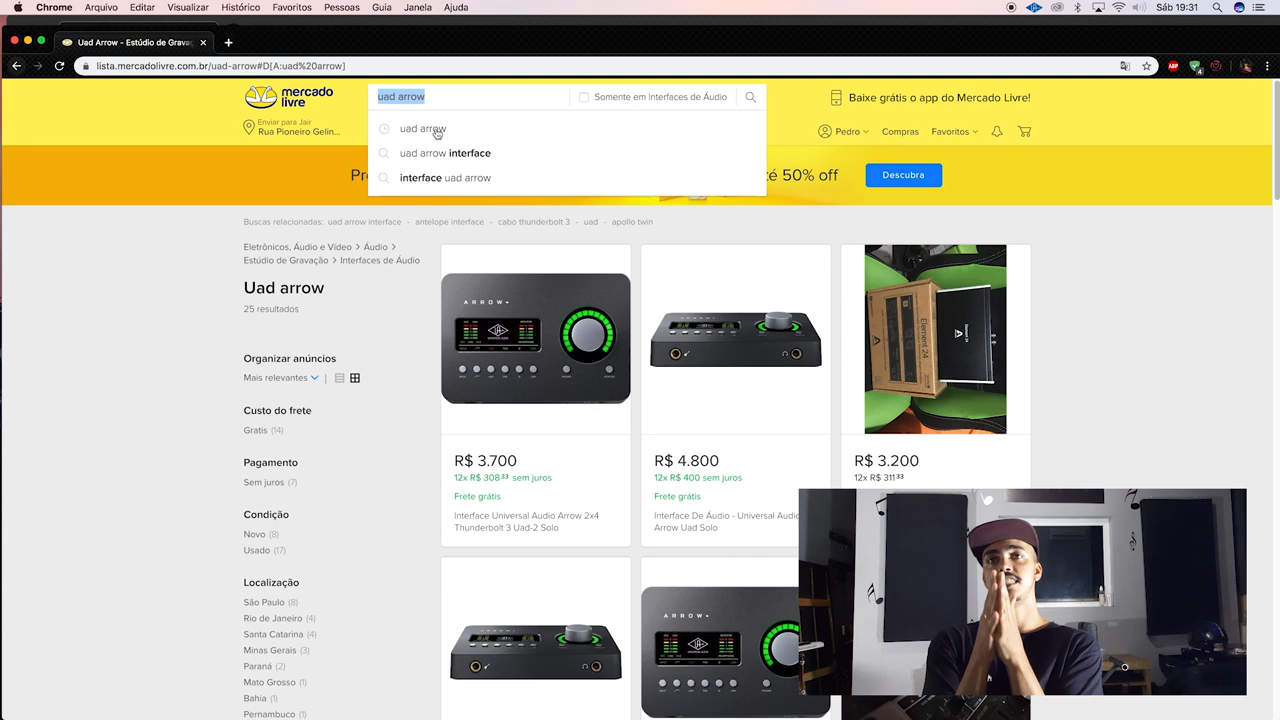 Chrome Arquivo Editar Visualizar Histórico Favoritos Pessoas Guia Janela Ajuda
Sáb 19:31
Uad Arrow - Estúdio de Grava
lista.mercadolivre.com.br/uad-arrow#D[A:uad%20arrow]
ABP
4
mercado
livre
uad arrow
Somente em Interfaces de Áudio
Baixe grátis o app do Mercado Livre!
Enviar para Jair
Rua Pioneiro Gelin...
uad arrow
uad arrow interface
interface uad arrow
Pedro Compras Favoritos
50% off
Descubra
Buscas relacionadas: uad arrow interface - antelope interface - cabo thunderbolt 3 - uad - apollo twin
Eletrônicos, Áudio e Vídeo > Áudio >
Estúdio de Gravação > Interfaces de Áudio
Uad arrow
25 resultados
Organizar anúncios
Mais relevantes
Custo do frete
Gratis (14)
Pagamento
Sem juros (7)
Condição
Novo (8)
Usado (17)
Localização
São Paulo (8)
Rio de Janeiro (4)
Santa Catarina (4)
Minas Gerais (3)
Paraná (2)
Mato Grosso (1)
Bahia (1)
Pernambuco (1)
ARROW
R$ 3.700
12x R$ 308 33 sem juros
Frete grátis
Interface Universal Audio Arrow 2x4
Thunderbolt 3 Uad-2 Solo
R$ 4.800
12x R$ 400 sem juros
Frete grátis
Interface De Áudio - Universal Audio
Arrow Uad Solo
Element 24
R$ 3.200
12x R$ 311 33
ARROW